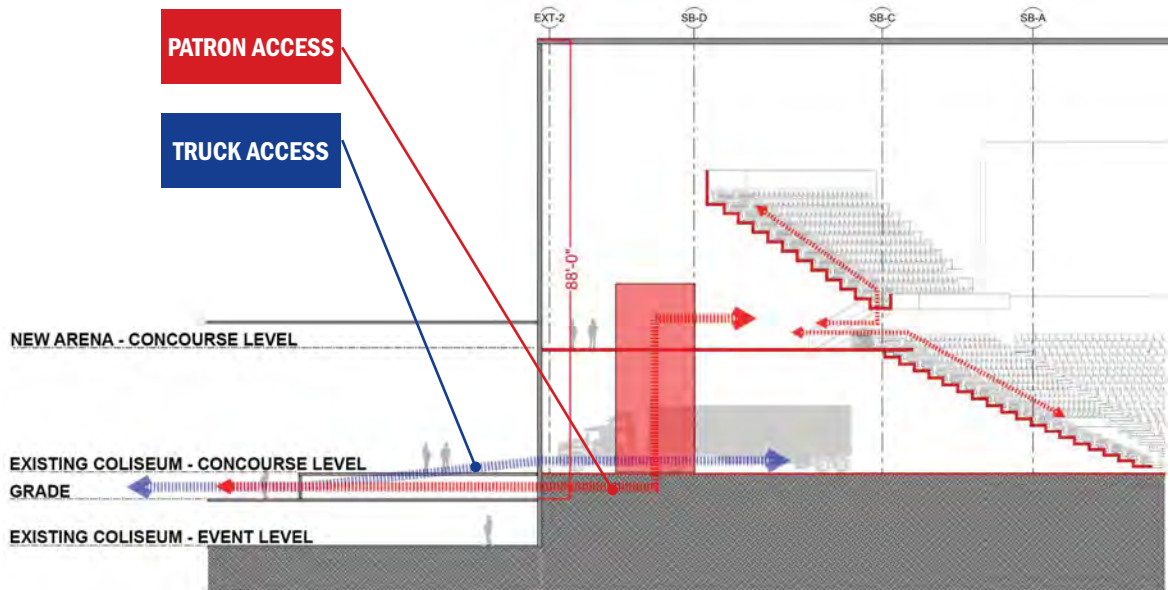 EXT-2
SB-D
SB-C
SB-A
PATRON ACCESS
TRUCK ACCESS
88'-0"
NEW ARENA - CONCOURSE LEVEL
EXISTING COLISEUM - CONCOURSE LEVEL
GRADE
EXISTING COLISEUM - EVENT LEVEL